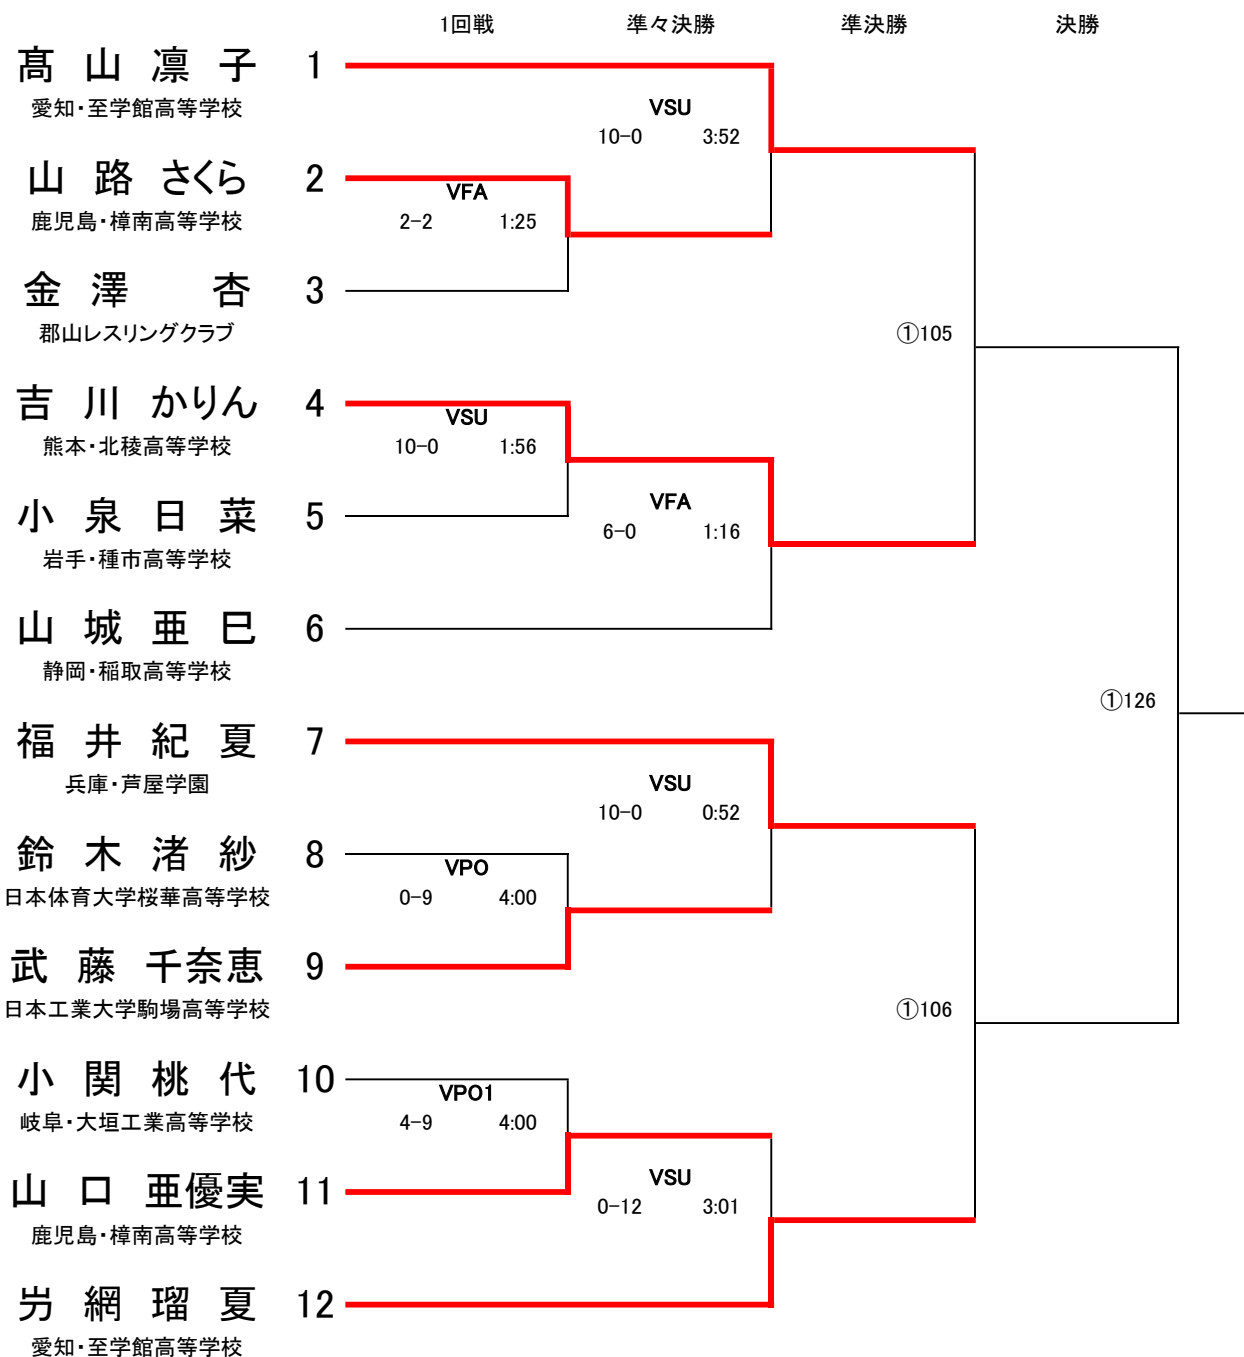 1回戦 準々決勝 準決勝 決勝
髙 山 凛 子 1
愛知・至学館高等学校
VSU
10-0 3:52
山 路 さくら 2
鹿児島・樟南高等学校
VFA
2-2 1:25
金 澤 杏 3
郡山レスリングクラブ
①105
吉 川 かりん 4
熊本・北稜高等学校
VSU
10-0 1:56
小 泉 日 菜 5
岩手・種市高等学校
VFA
6-0 1:16
山 城 亜 巳 6
静岡・稲取高等学校
①126
福 井 紀 夏 7
兵庫・芦屋学園
VSU
10-0 0:52
鈴 木 渚 紗 8
日本体育大学桜華高等学校
VPO
0-9 4:00
武 藤 千奈恵 9
日本工業大学駒場高等学校
①106
小 関 桃 代 10
岐阜・大垣工業高等学校
VPO1
4-9 4:00
山 口 亜優実 11
鹿児島・樟南高等学校
VSU
0-12 3:01
屶 網 瑠 夏 12
愛知・至学館高等学校